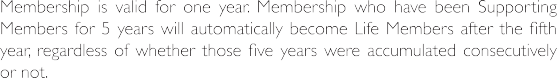 Membership is valid for one year. Membership who have been Supporting
Members for 5 years will automatically become Life Members after the fifth
year, regardless of whether those five years were accumulated consecutively
or not.